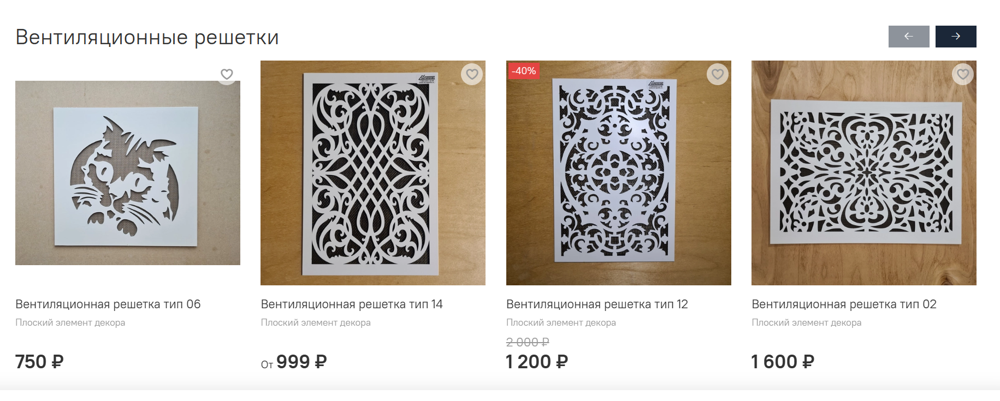 Вентиляционные решетки
-40%
Вентиляционная решетка тип 06
Плоский элемент декора
750 ₽
Вентиляционная решетка тип 14
Плоский элемент декора
От 999 ₽
Вентиляционная решетка тип 12
Плоский элемент декора
2 000 ₽
1 200 ₽
Вентиляционная решетка тип 02
Плоский элемент декора
1 600 ₽